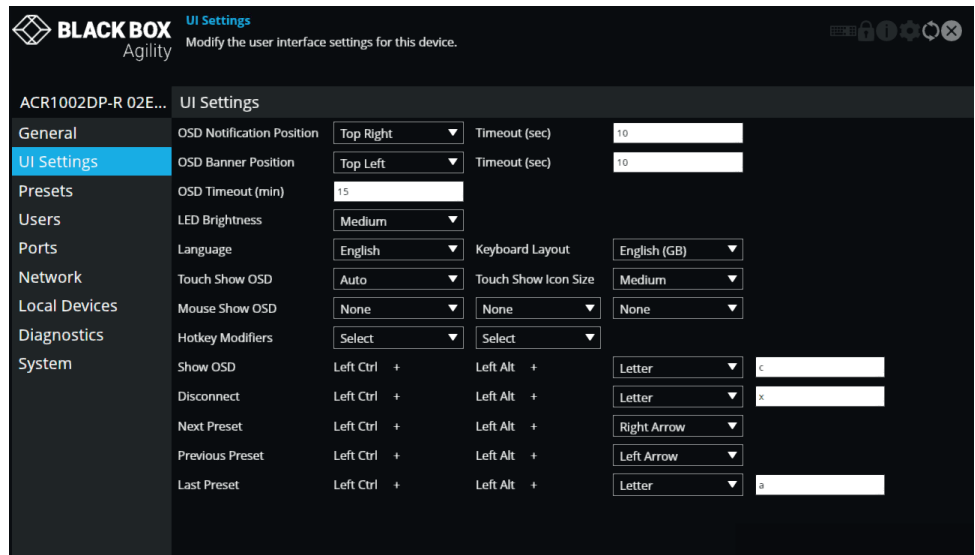 BLACK BOX
Agility
UI Settings
Modify the user interface settings for this device.
ACR1002DP-R 02E...
UI Settings
General
UI Settings
Presets
Users
Ports
Network
Local Devices
Diagnostics
System
OSD Notification Position Top Right Timeout (sec) 10
OSD Banner Position Top Left Timeout (sec) 10
OSD Timeout (min) 15
LED Brightness Medium
Language English Keyboard Layout English (GB)
Touch Show OSD Auto Touch Show Icon Size Medium
Mouse Show OSD None None None
Hotkey Modifiers Select Select
Show OSD Left Ctrl + Left Alt + Letter c
Disconnect Left Ctrl + Left Alt + Letter x
Next Preset Left Ctrl + Left Alt + Right Arrow
Previous Preset Left Ctrl + Left Alt + Left Arrow
Last Preset Left Ctrl + Left Alt + Letter a